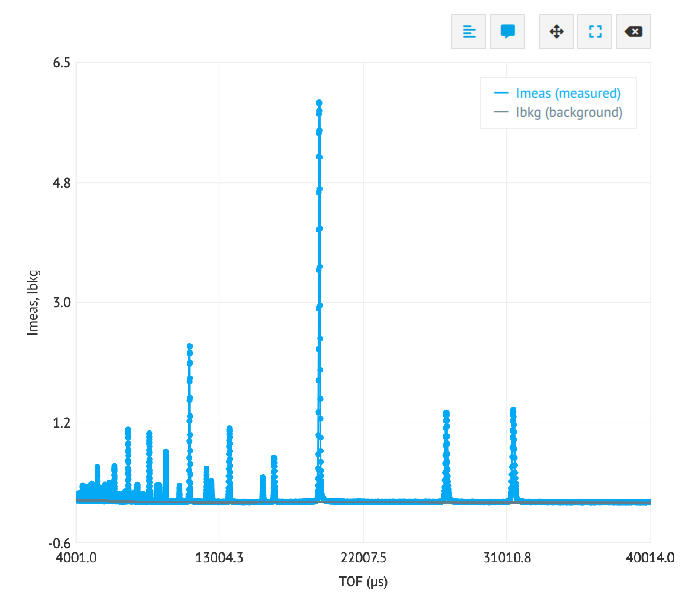 6.5
Imeas (measured)
Ibkg (background)
4.8
3.0
1.2
-0.6
Imeas, Ibkg
4001.0 13004.3 22007.5 31010.8 40014.0
TOF (µs)